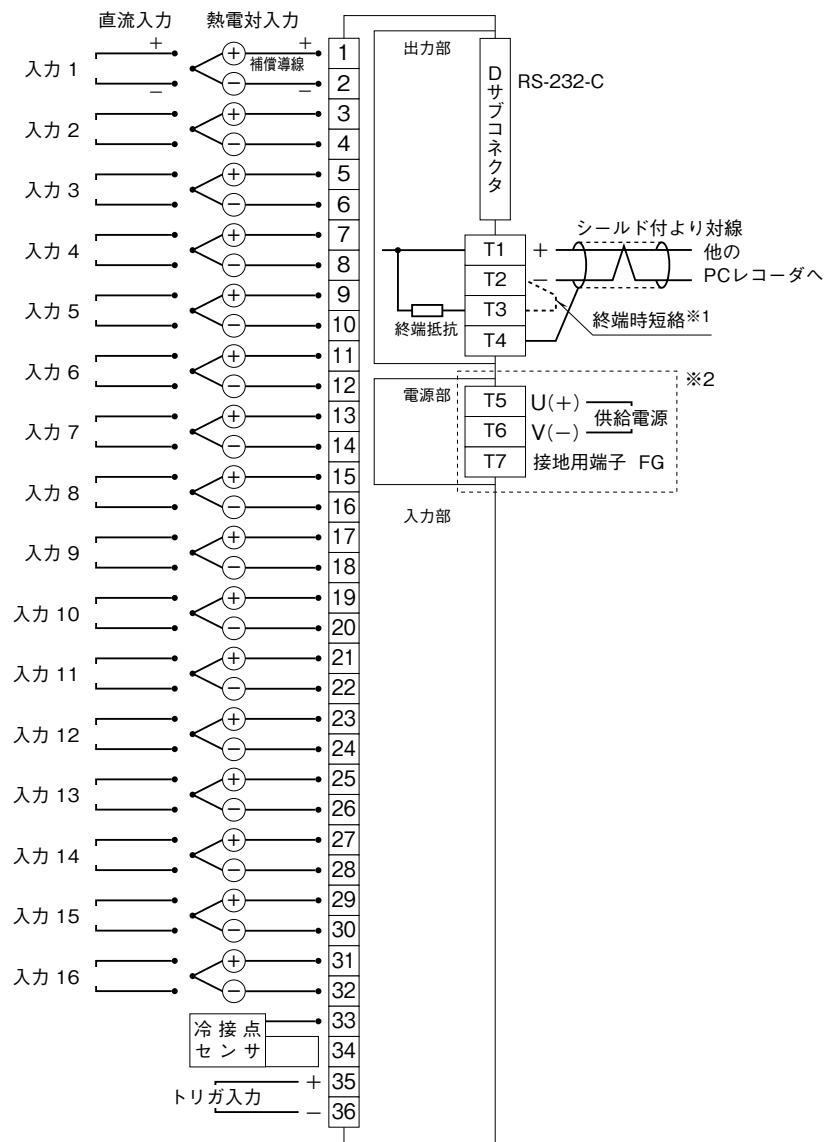 直流入力 熱電対入力
入力 1 + − + 補償導線 + 1
− − 2
入力 2 + 3
− 4
入力 3 + 5
− 6
入力 4 + 7
− 8
入力 5 + 9
− 10
入力 6 + 11
− 12
入力 7 + 13
− 14
入力 8 + 15
− 16
入力 9 + 17
− 18
入力 10 + 19
− 20
入力 11 + 21
− 22
入力 12 + 23
− 24
入力 13 + 25
− 26
入力 14 + 27
− 28
入力 15 + 29
− 30
入力 16 + 31
− 32
冷接点
センサ
33
34
トリガ入力
+ 35
− 36
出力部
Dサブコネクタ
RS-232-C
シールド付より対線
T1 +
T2 −
T3
T4
他の
PCレコーダへ
終端抵抗
終端時短絡※1
電源部
※2
T5 U(+)
T6 V(−)
供給電源
T7 接地用端子 FG
入力部